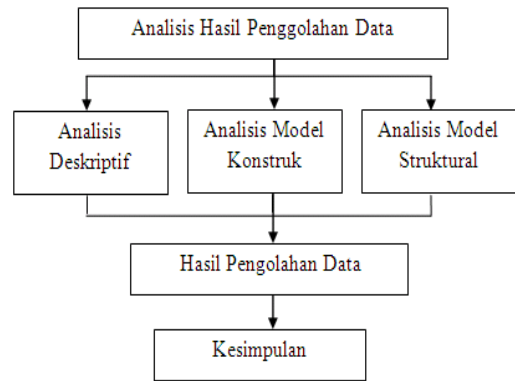 Analisis Hasil Penggolahan Data
Analisis
Deskriptif
Analisis Model
Konstruk
Analisis Model
Struktural
Hasil Pengolahan Data
Kesimpulan